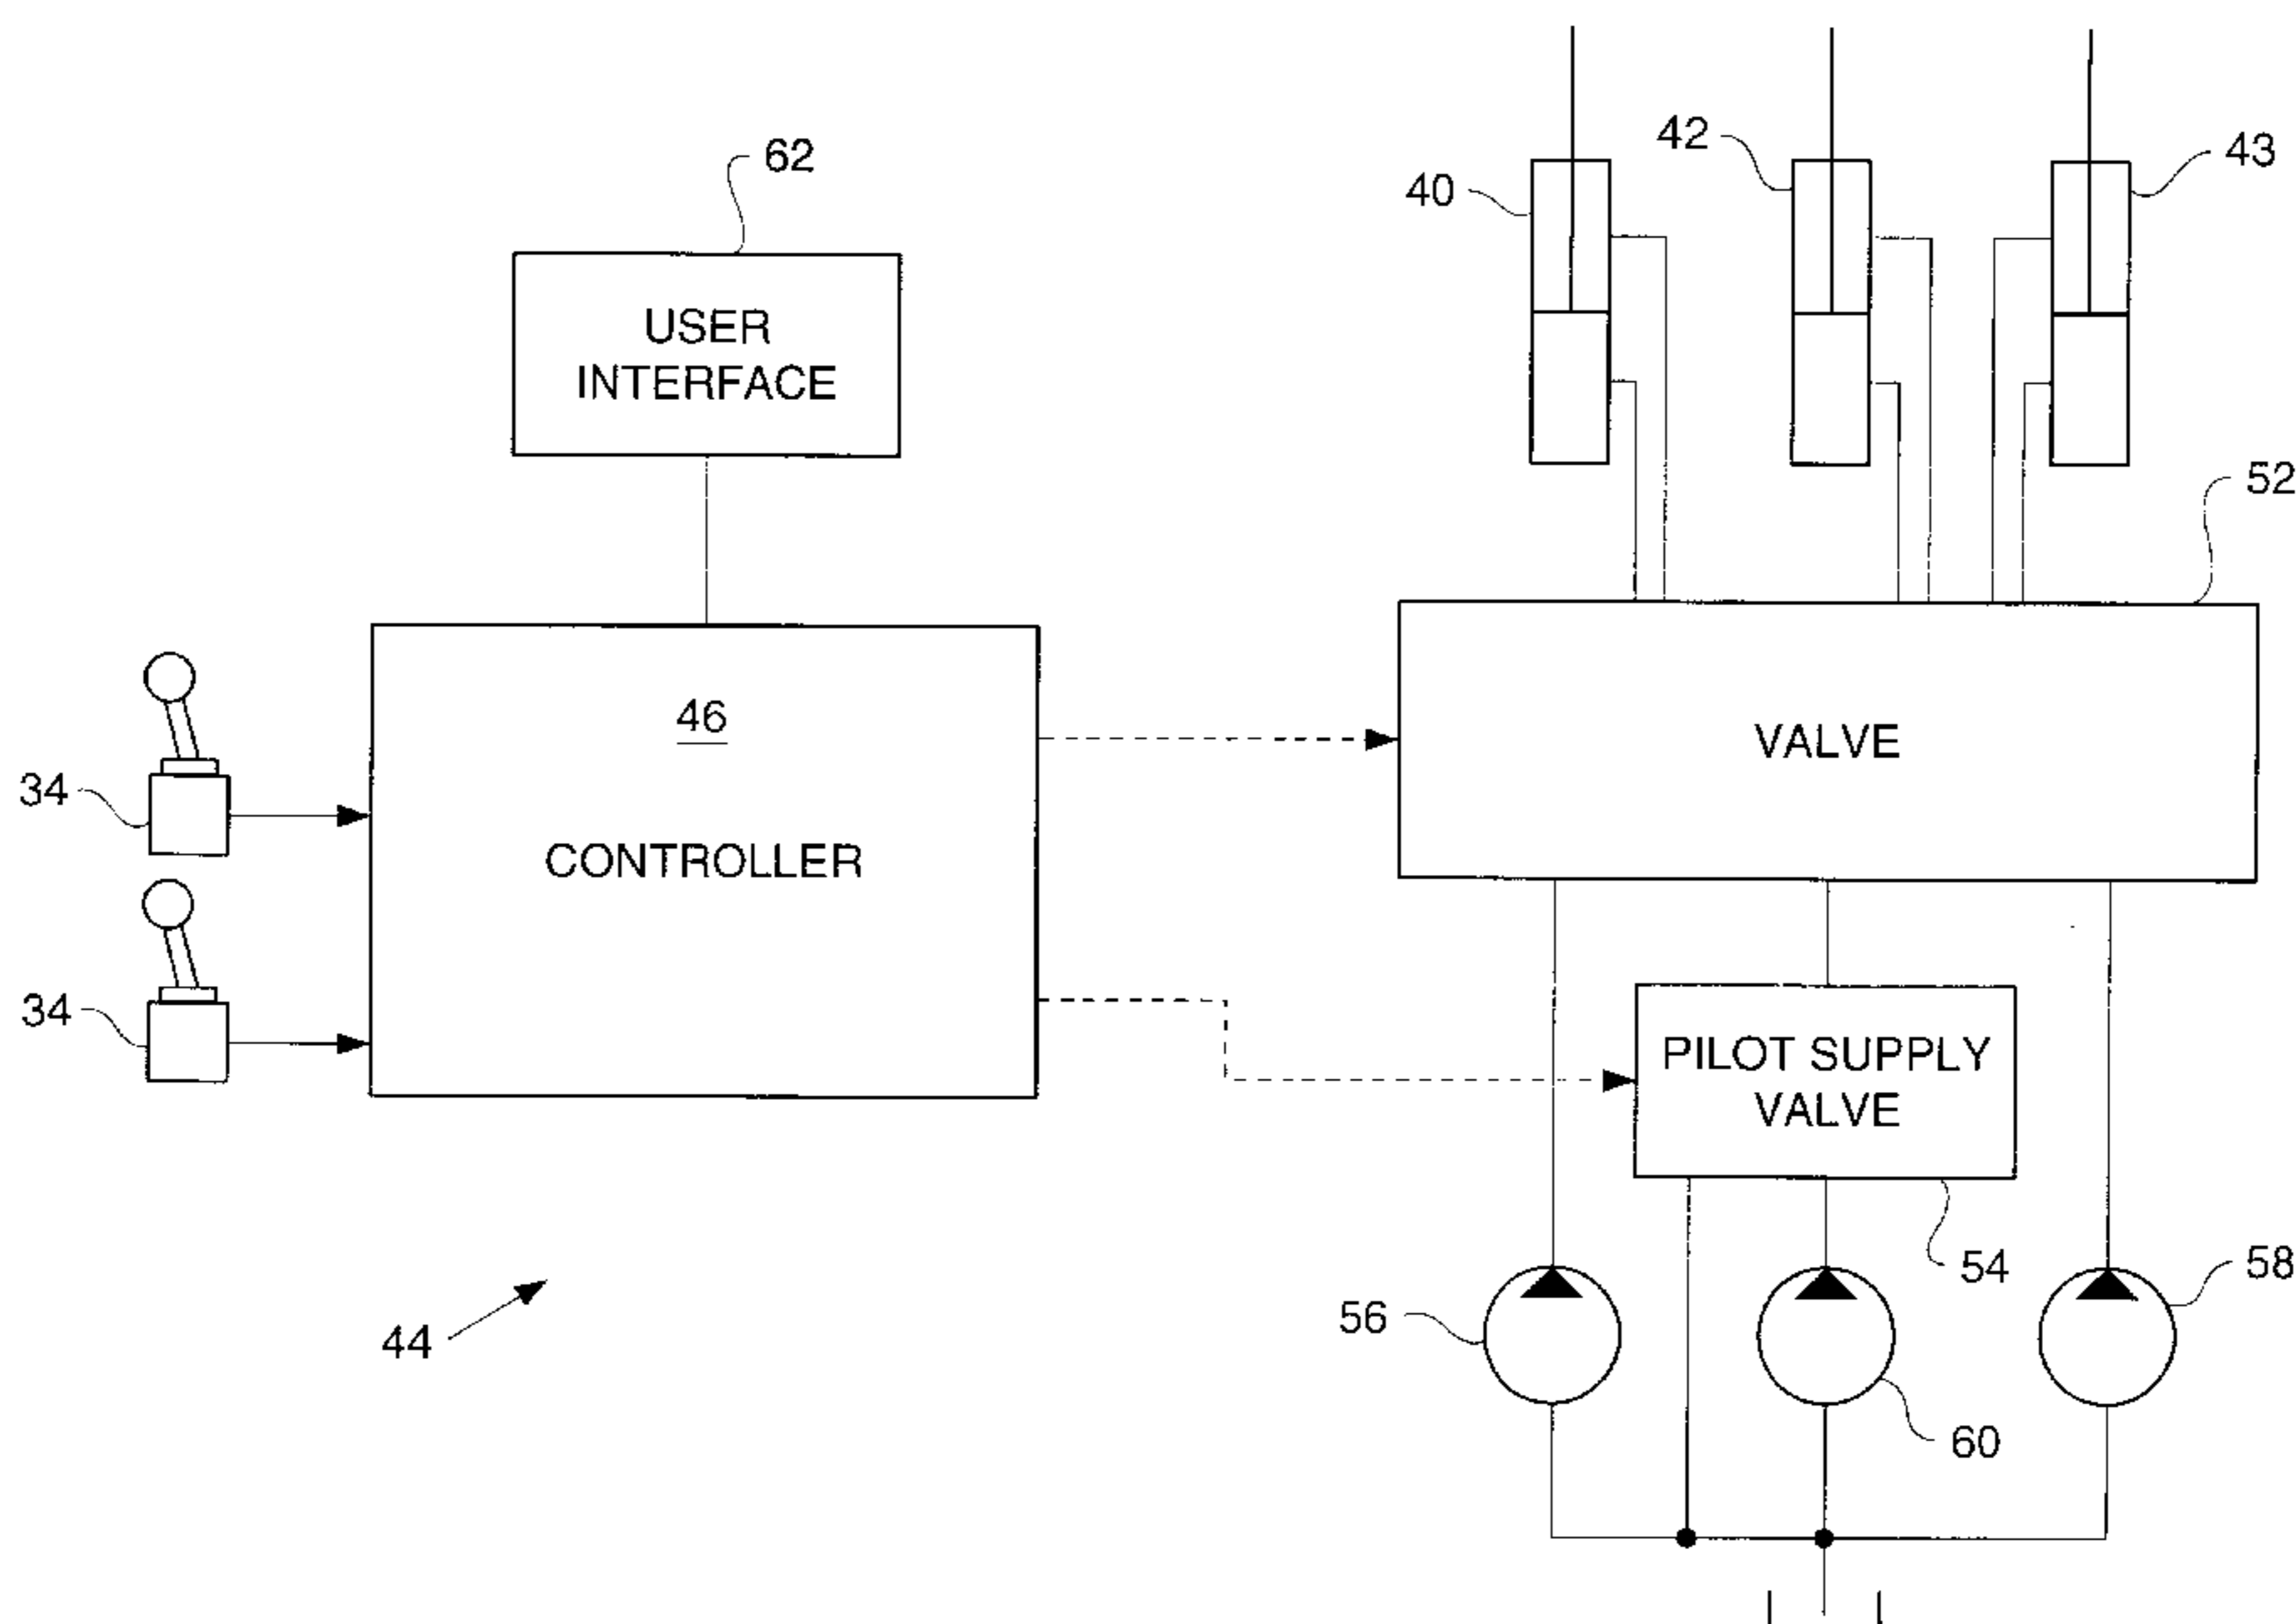 62
42
43
40
USER
INTERFACE
52
46
VALVE
34
CONTROLLER
34
PILOT SUPPLY
VALVE
54
58
56
44
60